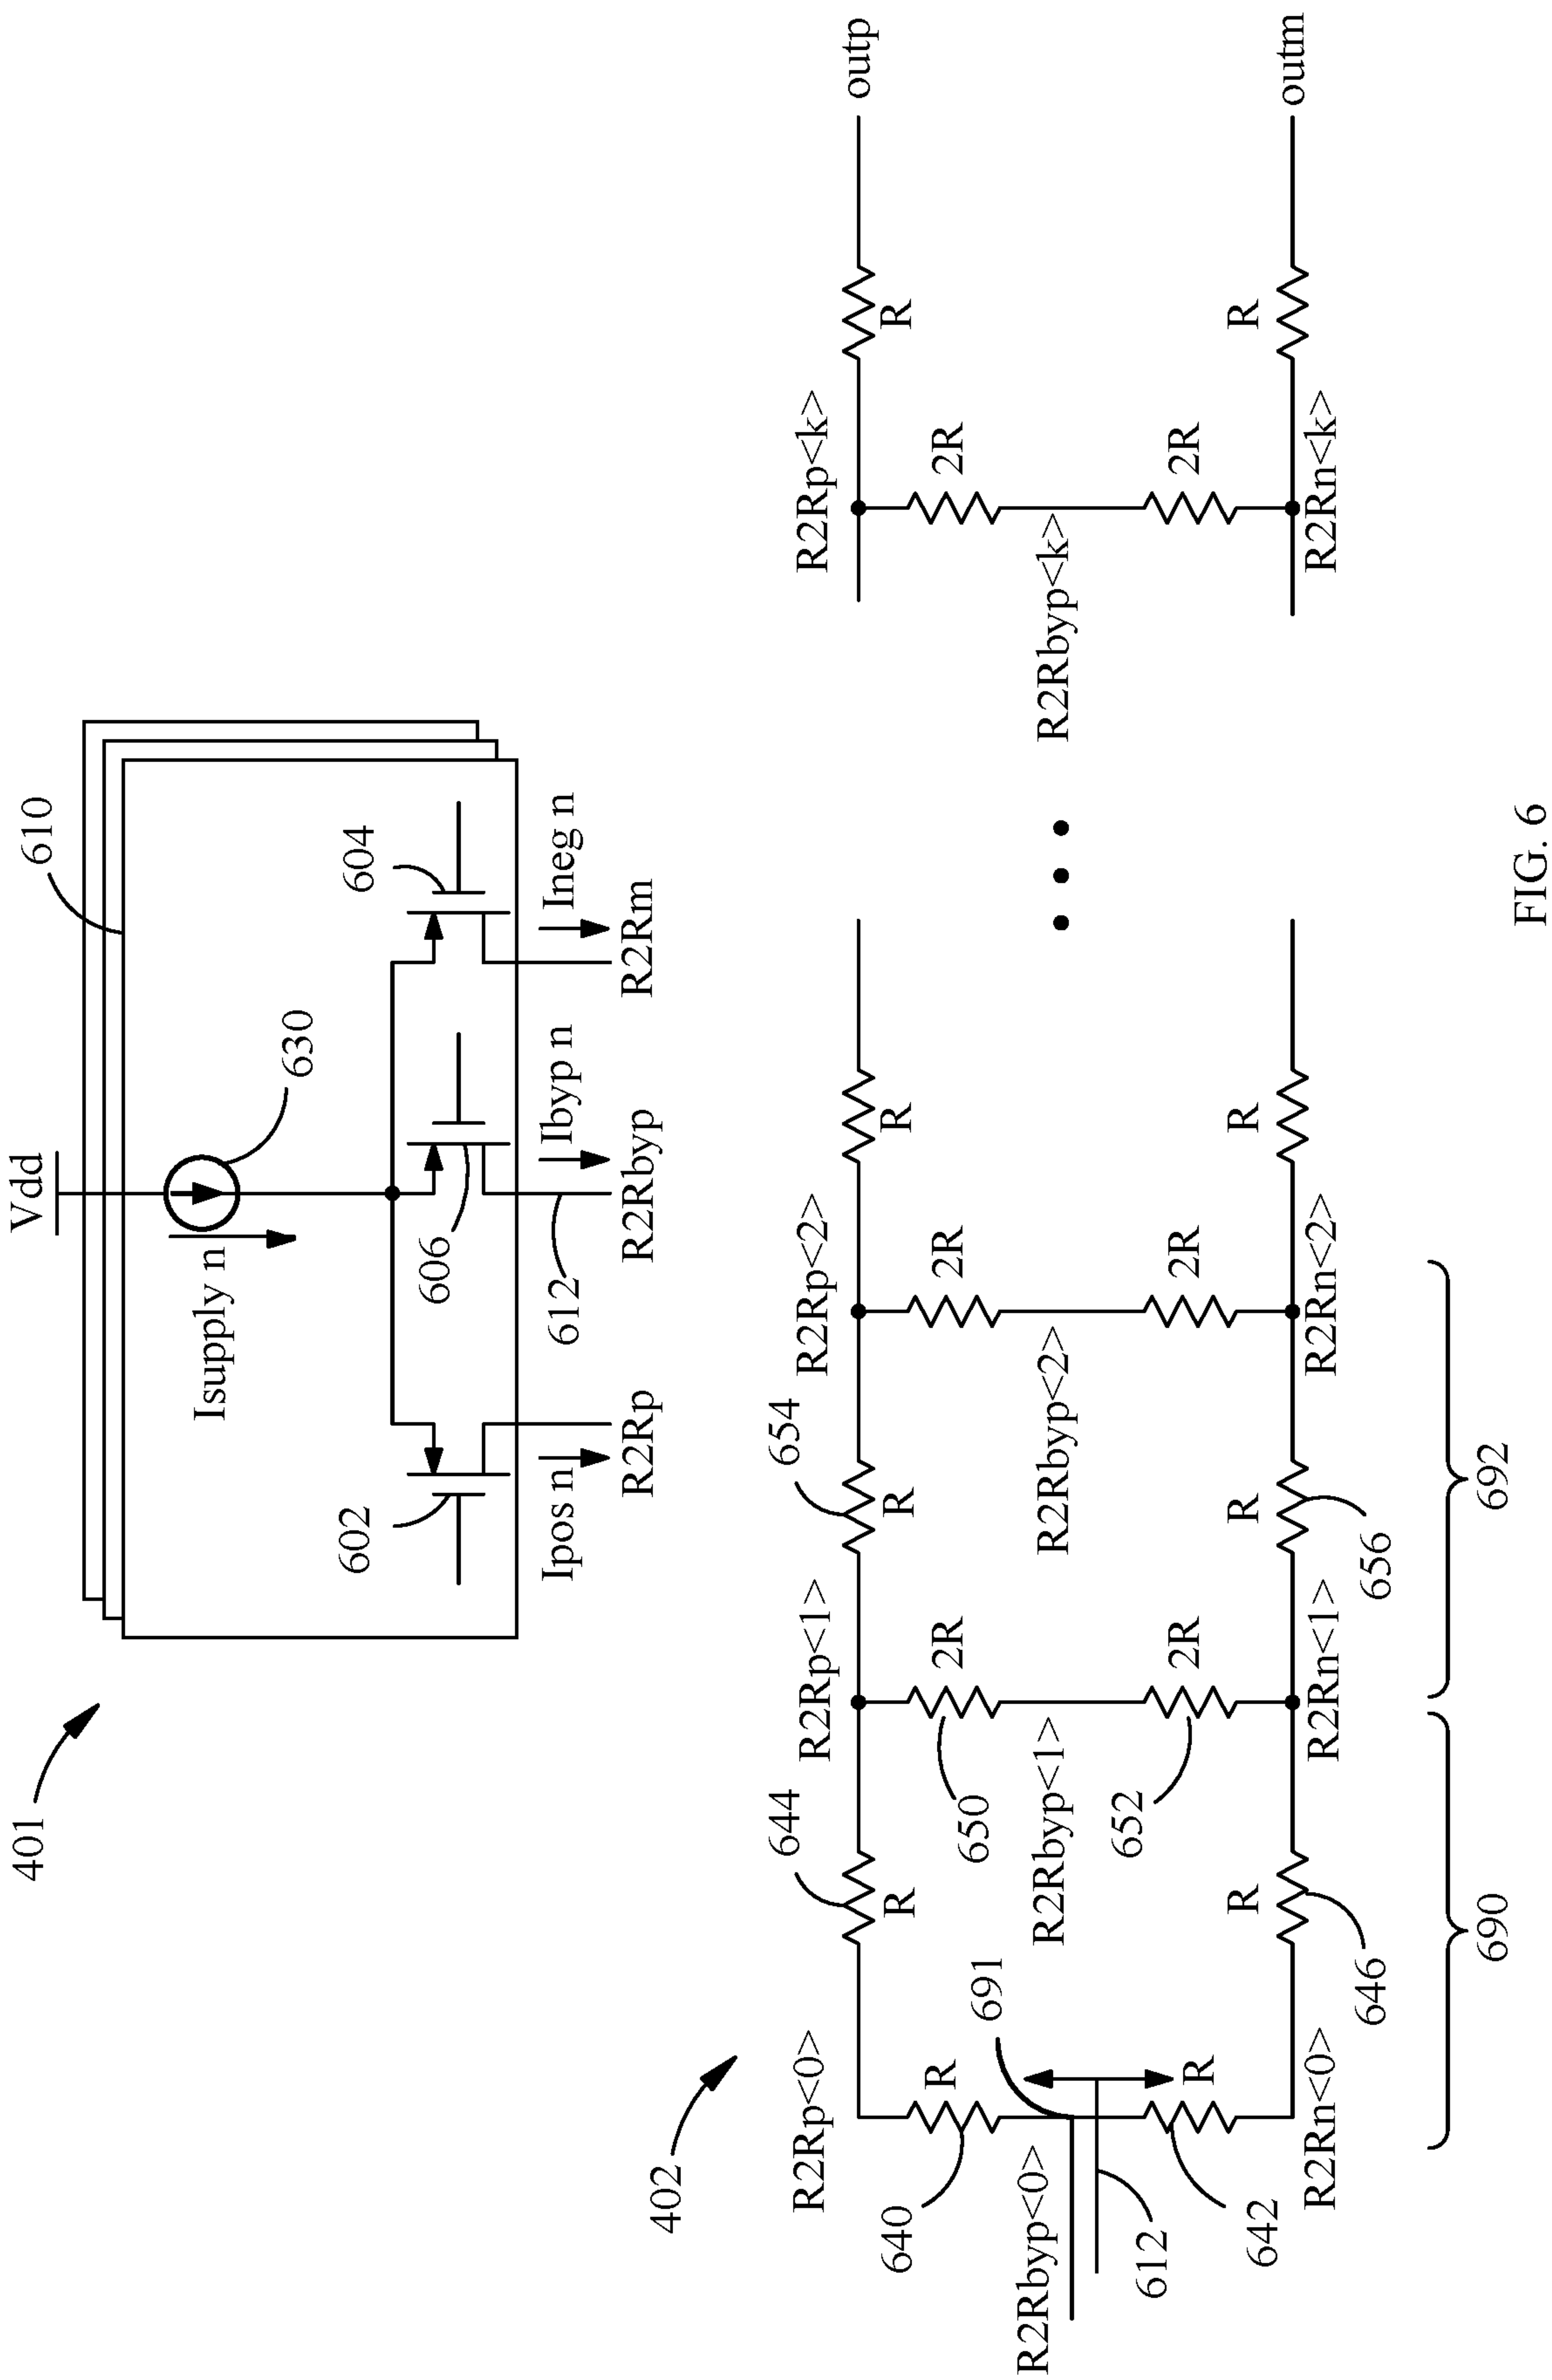 401
Vdd
610
Isupply n
630
602
606
604
Ipos n
612
Ibyp n
Ineg n
R2Rp
R2Rbyp
R2Rm
402
R2Rp<0>
644
R2Rp<1>
654
R2Rp<2>
R2Rp<k>
outp
R
R
R
R
640
R
691
650
2R
2R
2R
R2Rbyp<0>
R2Rbyp<1>
R2Rbyp<2>
R2Rbyp<k>
612
642
R
652
2R
2R
2R
R
R
R
R
R2Rn<0>
646
R2Rn<1>
656
R2Rn<2>
R2Rn<k>
outm
690
692
FIG. 6